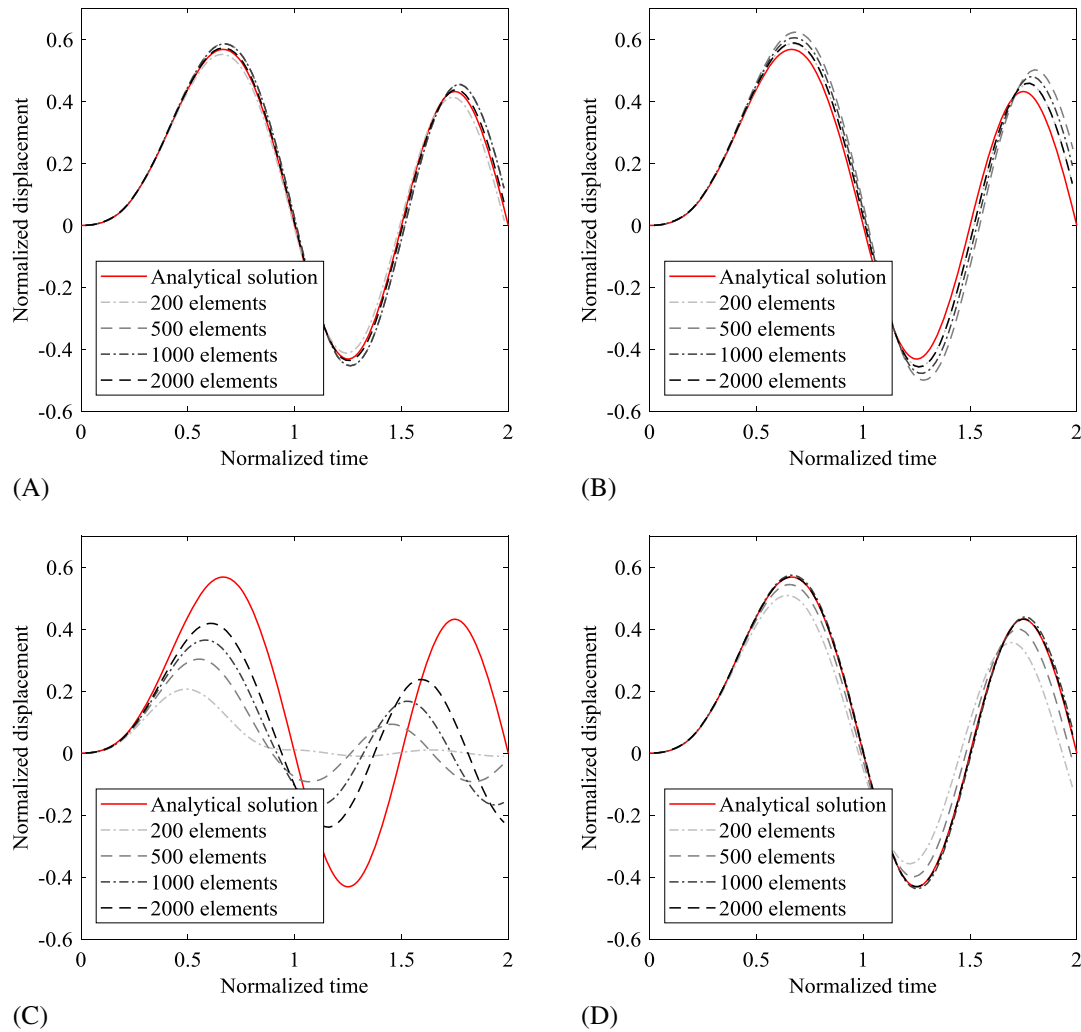 0.6
0.4
0.2
0
-0.2
-0.4
-0.6
Normalized displacement
Analytical solution
200 elements
500 elements
1000 elements
2000 elements
0 0.5 1 1.5 2
Normalized time
(A)
0.6
0.4
0.2
0
-0.2
-0.4
-0.6
Normalized displacement
Analytical solution
200 elements
500 elements
1000 elements
2000 elements
0 0.5 1 1.5 2
Normalized time
(B)
0.6
0.4
0.2
0
-0.2
-0.4
-0.6
Normalized displacement
Analytical solution
200 elements
500 elements
1000 elements
2000 elements
0 0.5 1 1.5 2
Normalized time
(C)
0.6
0.4
0.2
0
-0.2
-0.4
-0.6
Normalized displacement
Analytical solution
200 elements
500 elements
1000 elements
2000 elements
0 0.5 1 1.5 2
Normalized time
(D)